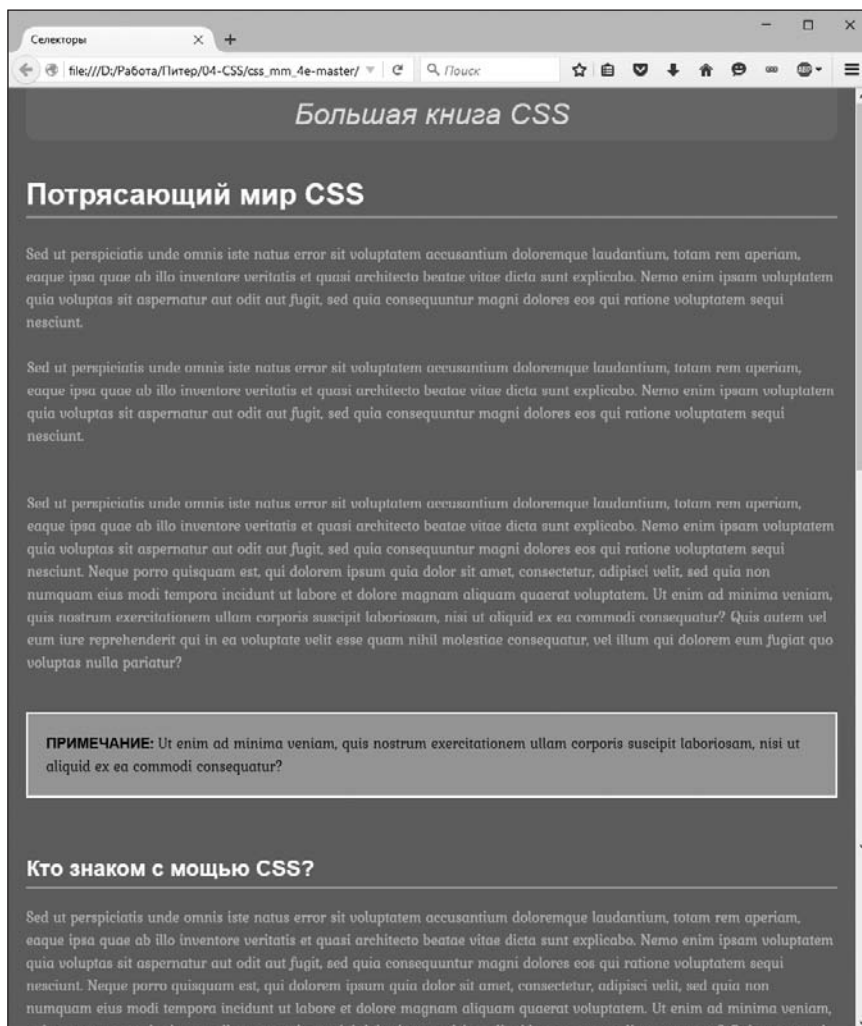 Селекторы
file:///D:/Работа/Питер/04-CSS/css_mm_4e-master/
Поиск
Большая книга CSS
Потрясающий мир CSS
Sed ut perspiciatis unde omnis iste natus error sit voluptatem accusantium doloremque laudantium, totam rem aperiam,
eaque ipsa quae ab illo inventore veritatis et quasi architecto beatae vitae dicta sunt explicabo. Nemo enim ipsam voluptatem
quia voluptas sit aspernatur aut odit aut fugit, sed quia consequuntur magni dolores eos qui ratione voluptatem sequi
nesciunt.
Sed ut perspiciatis unde omnis iste natus error sit voluptatem accusantium doloremque laudantium, totam rem aperiam,
eaque ipsa quae ab illo inventore veritatis et quasi architecto beatae vitae dicta sunt explicabo. Nemo enim ipsam voluptatem
quia voluptas sit aspernatur aut odit aut fugit, sed quia consequuntur magni dolores eos qui ratione voluptatem sequi
nesciunt.
Sed ut perspiciatis unde omnis iste natus error sit voluptatem accusantium doloremque laudantium, totam rem aperiam,
eaque ipsa quae ab illo inventore veritatis et quasi architecto beatae vitae dicta sunt explicabo. Nemo enim ipsam voluptatem
quia voluptas sit aspernatur aut odit aut fugit, sed quia consequuntur magni dolores eos qui ratione voluptatem sequi
nesciunt. Neque porro quisquam est, qui dolorem ipsum quia dolor sit amet, consectetur, adipisci velit, sed quia non
numquam eius modi tempora incidunt ut labore et dolore magnam aliquam quaerat voluptatem. Ut enim ad minima veniam,
quis nostrum exercitationem ullam corporis suscipit laboriosam, nisi ut aliquid ex ea commodi consequatur? Quis autem vel
eum iure reprehenderit qui in ea voluptate velit esse quam nihil molestiae consequatur, vel illum qui dolorem eum fugiat quo
voluptas nulla pariatur?
ПРИМЕЧАНИЕ: Ut enim ad minima veniam, quis nostrum exercitationem ullam corporis suscipit laboriosam, nisi ut
aliquid ex ea commodi consequatur?
Кто знаком с мощью CSS?
Sed ut perspiciatis unde omnis iste natus error sit voluptatem accusantium doloremque laudantium, totam rem aperiam,
eaque ipsa quae ab illo inventore veritatis et quasi architecto beatae vitae dicta sunt explicabo. Nemo enim ipsam voluptatem
quia voluptas sit aspernatur aut odit aut fugit, sed quia consequuntur magni dolores eos qui ratione voluptatem sequi
nesciunt. Neque porro quisquam est, qui dolorem ipsum quia dolor sit amet, consectetur, adipisci velit, sed quia non
numquam eius modi tempora incidunt ut labore et dolore magnam aliquam quaerat voluptatem. Ut enim ad minima veniam,